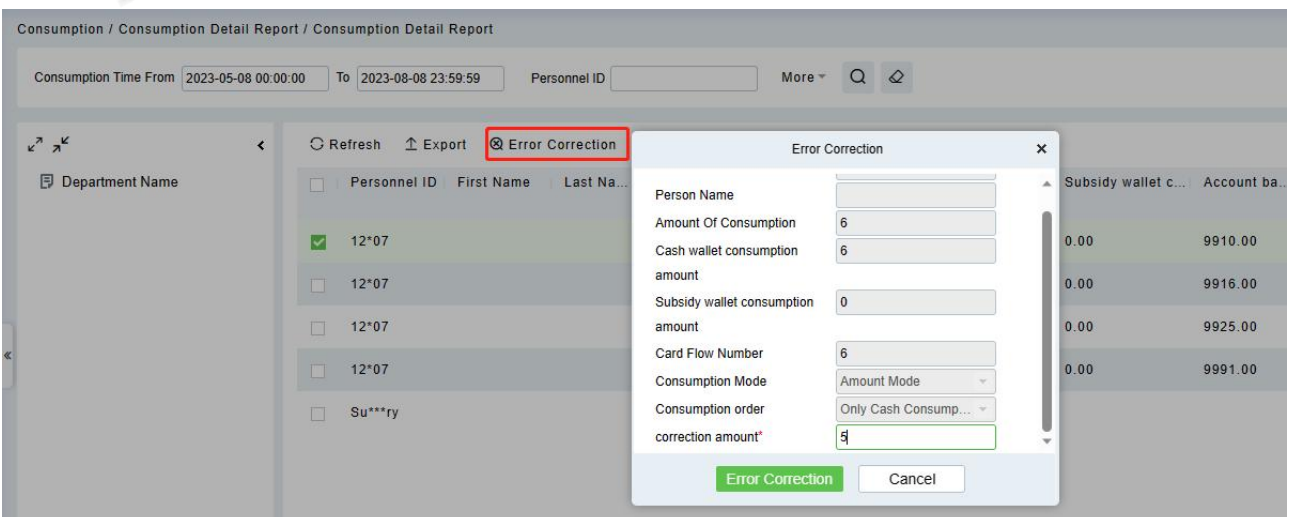 Consumption / Consumption Detail Report / Consumption Detail Report
Consumption Time From 2023-05-08 00:00:00 To 2023-08-08 23:59:59 Personnel ID More
Refresh Export Error Correction
Department Name
Personnel ID First Name Last Na... Subsidy wallet c... Account ba...
12*07 0.00 9910.00
12*07 0.00 9916.00
12*07 0.00 9925.00
12*07 0.00 9991.00
Su***ry
Error Correction
Person Name
Amount Of Consumption 6
Cash wallet consumption 6
amount
Subsidy wallet consumption 0
amount
Card Flow Number 6
Consumption Mode Amount Mode
Consumption order Only Cash Consump...
correction amount* 5
Error Correction Cancel